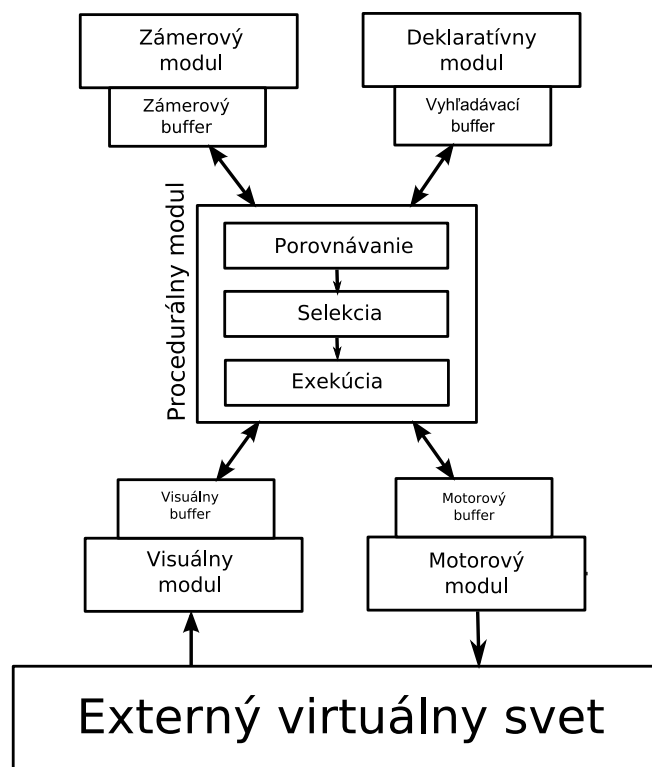 Zámerový
modul
Zámerový
buffer
Deklaratívny
modul
Vyhľadávací
buffer
Procedurálny modul
Porovnávanie
Selekcia
Exekúcia
Visuálny
buffer
Visuálny
modul
Motorový
buffer
Motorový
modul
Externý virtuálny svet